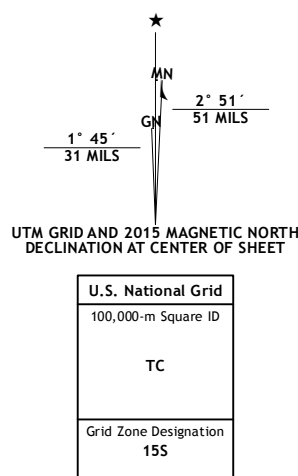 ★
MN
GN
2° 51´
51 MILS
1° 45´
31 MILS
UTM GRID AND 2015 MAGNETIC NORTH
DECLINATION AT CENTER OF SHEET
U.S. National Grid
100,000-m Square ID
TC
Grid Zone Designation
15S